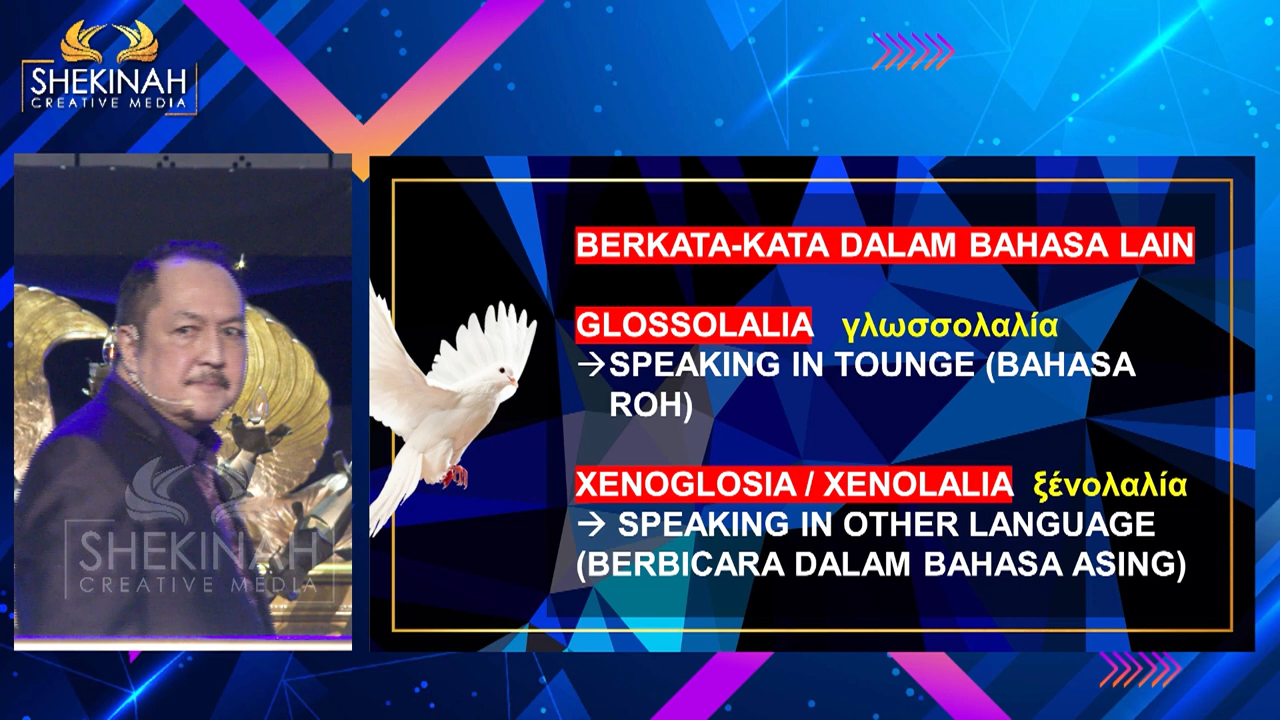 SHEKINAH
CREATIVE MEDIA
BERKATA-KATA DALAM BAHASA LAIN
GLOSSOLALIA γλωσσολαλία
→SPEAKING IN TOUNGE (BAHASA
ROH)
XENOGLOSIA / XENOLALIA ξένολαλία
→ SPEAKING IN OTHER LANGUAGE
(BERBICARA DALAM BAHASA ASING)
SHEKINAH
CREATIVE MEDIA